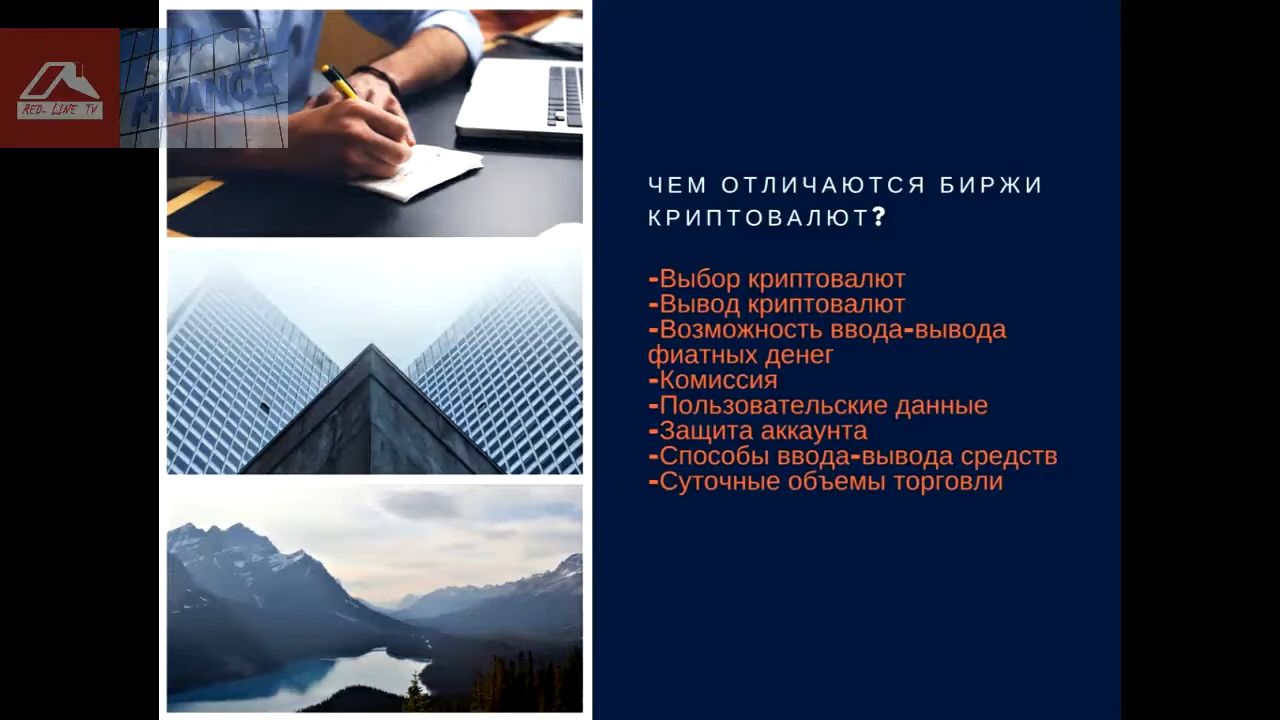 RED-LINE TV
FINANCE
ЧЕМ ОТЛИЧАЮТСЯ БИРЖИ
КРИПТОВАЛЮТ?
-Выбор криптовалют
-Вывод криптовалют
-Возможность ввода-вывода
фиатных денег
-Комиссия
-Пользовательские данные
-Защита аккаунта
-Способы ввода-вывода средств
-Суточные объемы торговли